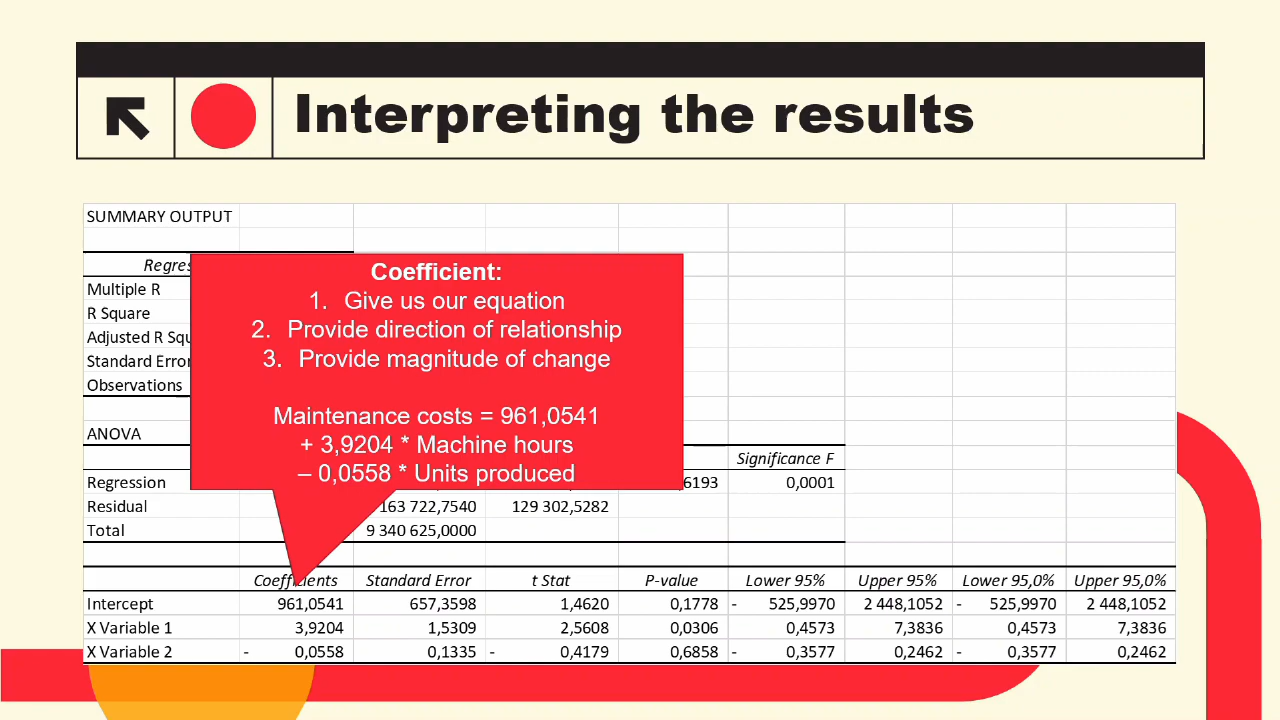 Interpreting the results
SUMMARY OUTPUT
Regres
Multiple R
R Square
Adjusted R Squ
Standard Error
Observations
Coefficient:
1. Give us our equation
2. Provide direction of relationship
3. Provide magnitude of change
Maintenance costs = 961,0541
+ 3,9204 * Machine hours
– 0,0558 * Units produced
ANOVA
Significance F
Regression 6193 0,0001
Residual 163 722,7540 129 302,5282
Total 9 340 625,0000
Coefficients Standard Error t Stat P-value Lower 95% Upper 95% Lower 95,0% Upper 95,0%
Intercept 961,0541 657,3598 1,4620 0,1778 - 525,9970 2 448,1052 - 525,9970 2 448,1052
X Variable 1 3,9204 1,5309 2,5608 0,0306 0,4573 7,3836 0,4573 7,3836
X Variable 2 - 0,0558 0,1335 - 0,4179 0,6858 - 0,3577 0,2462 - 0,3577 0,2462